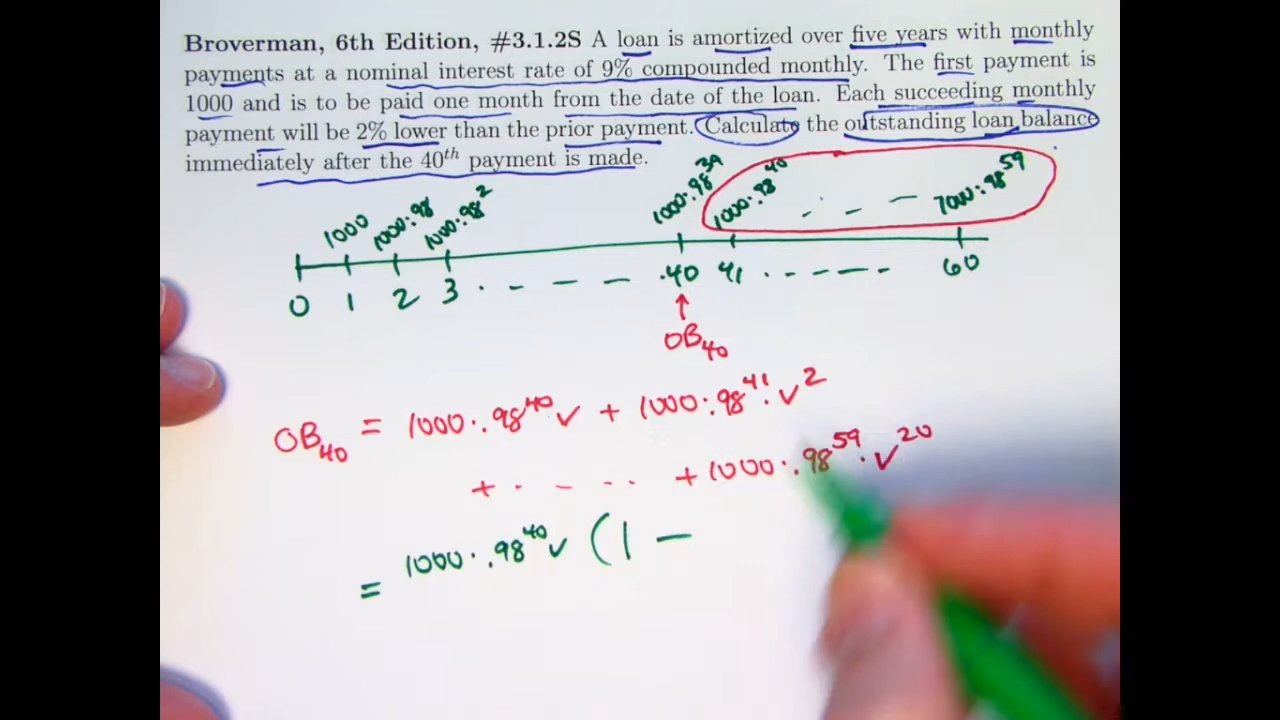 Broverman, 6th Edition, #3.1.2S A loan is amortized over five years with monthly
payments at a nominal interest rate of 9% compounded monthly. The first payment is
1000 and is to be paid one month from the date of the loan. Each succeeding monthly
payment will be 2% lower than the prior payment. Calculate the outstanding loan balance
immediately after the 40th payment is made.
1000 1000·.98 1000·.98² 1000·.98³⁹ 1000·.98⁴⁰ . _ _ 1000·.98⁵⁹
0 1 2 3 · - — — ·40 41 · - - — - 60
OB₄₀
OB₄₀ = 1000·.98⁴⁰v + 1000·.98⁴¹·v²
+ · - · · + 1000·.98⁵⁹·v²⁰
= 1000·.98⁴⁰v (1 −